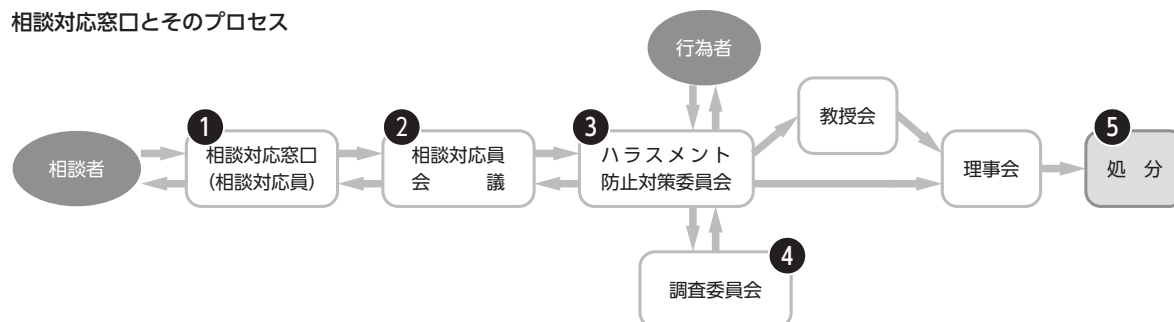 相談対応窓口とそのプロセス
行為者
教授会
相談者
1
相談対応窓口
(相談対応員)
2
相談対応員
会議
3
ハラスメント
防止対策委員会
理事会
5
処分
4
調査委員会